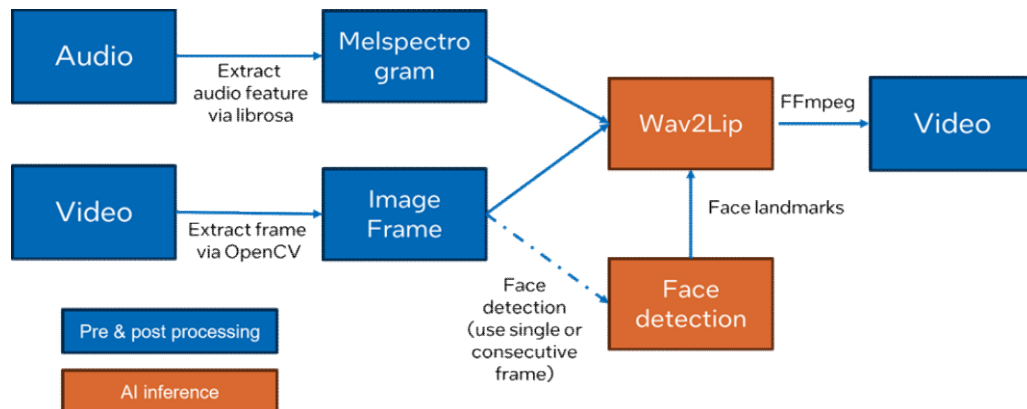 Audio
Extract
audio feature
via librosa
Melspectro
gram
Wav2Lip
FFmpeg
Video
Video
Extract frame
via OpenCV
Image
Frame
Face landmarks
Face
detection
(use single or
consecutive
frame)
Face
detection
Pre & post processing
AI inference